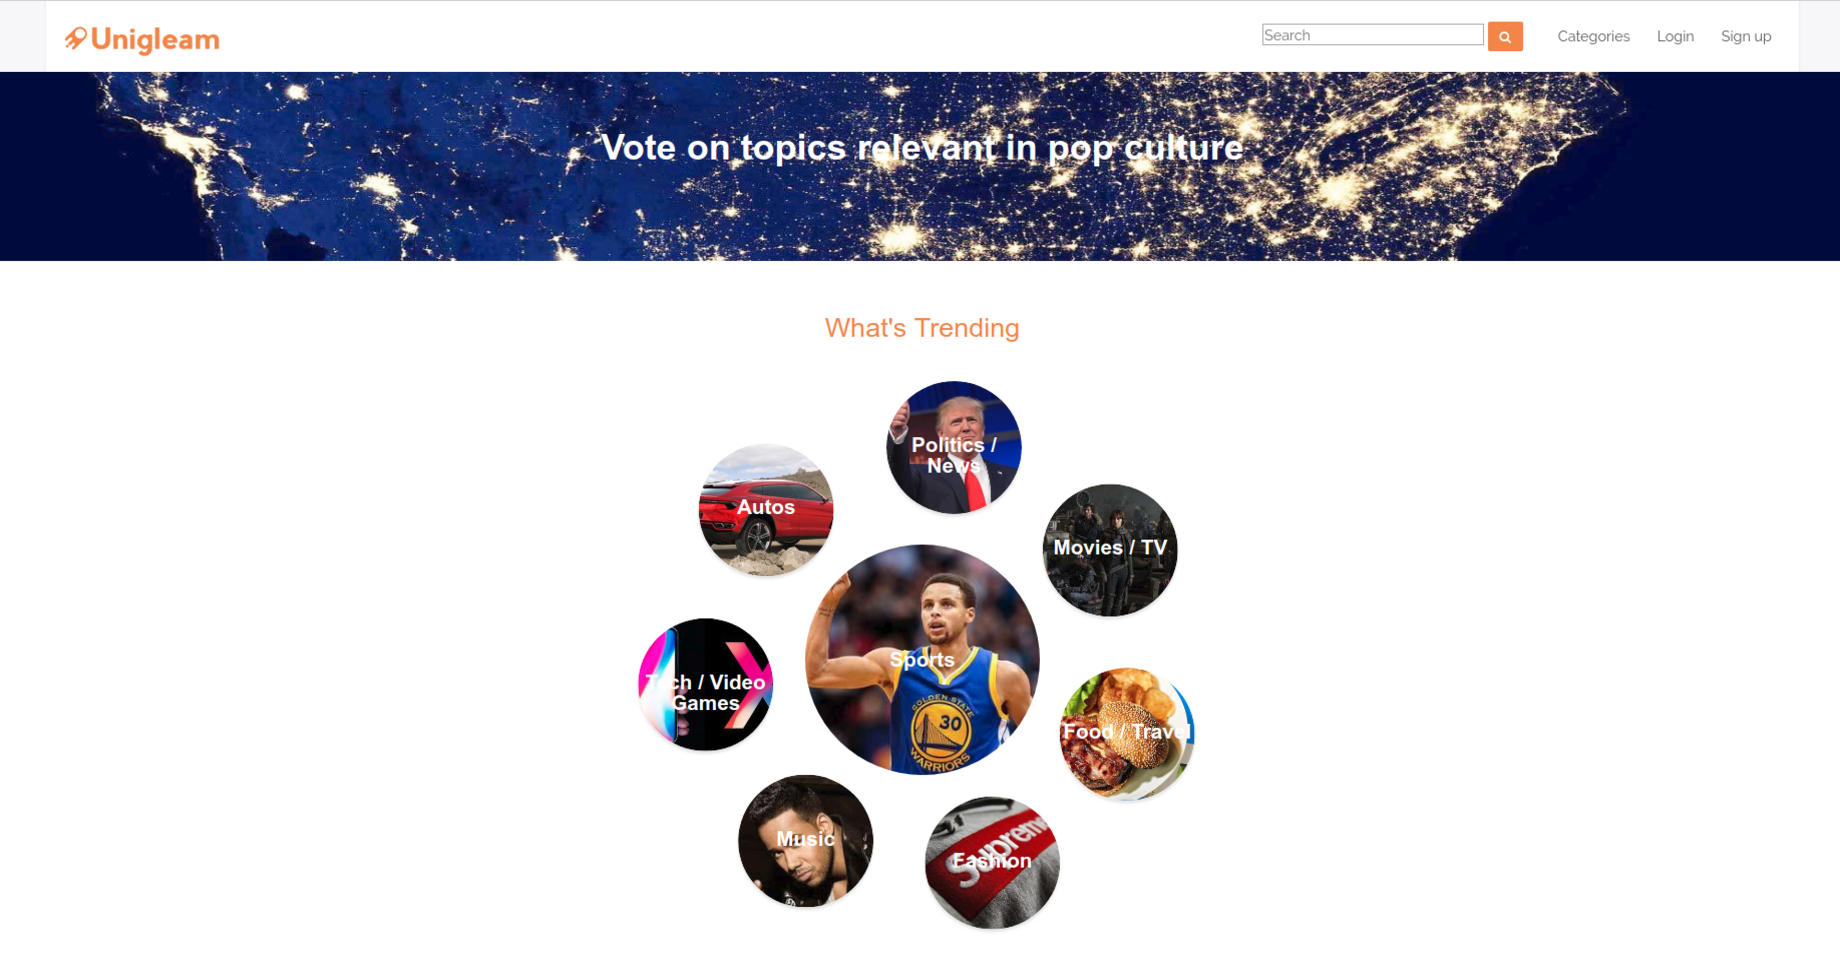 Unigleam
Search
Categories
Login
Sign up
Vote on topics relevant in pop culture
What's Trending
Politics /
News
Autos
Movies / TV
Sports
GOLDEN STATE
30
WARRIORS
Tech / Video
Games
Food / Travel
Music
Supreme
Fashion